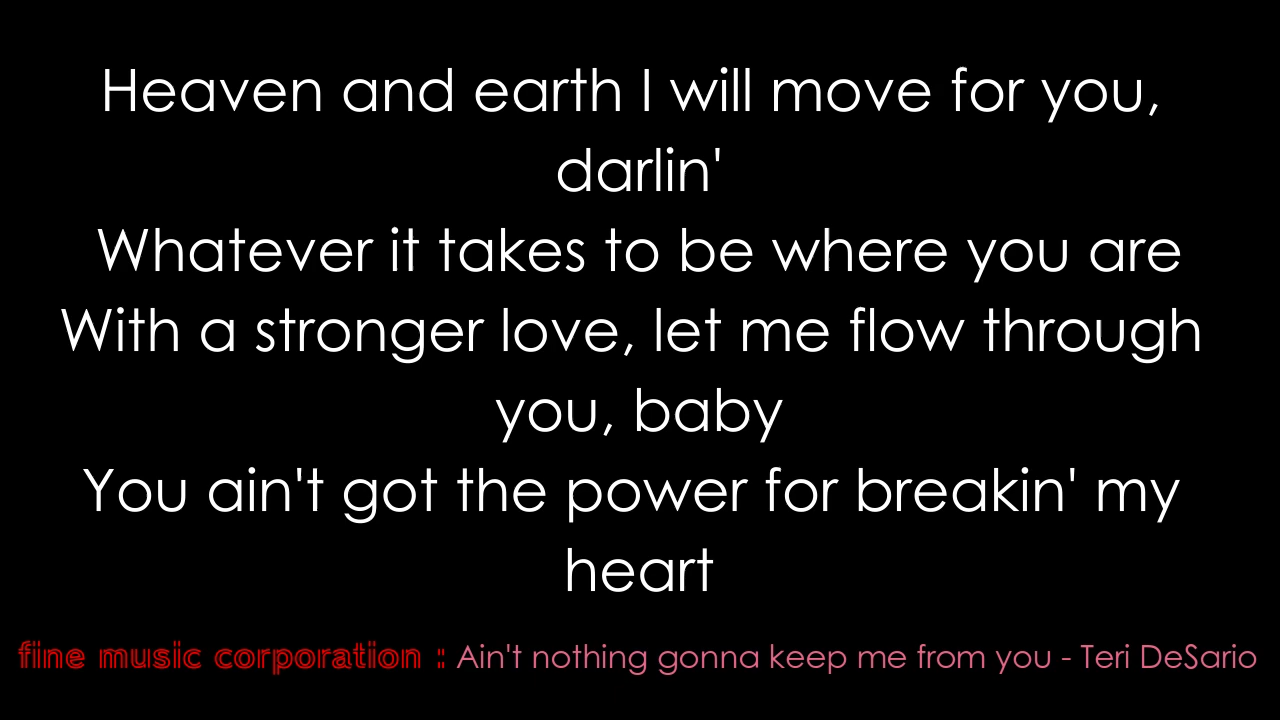 Heaven and earth I will move for you,
darlin'
Whatever it takes to be where you are
With a stronger love, let me flow through
you, baby
You ain't got the power for breakin' my
heart
fine music corporation : Ain't nothing gonna keep me from you - Teri DeSario